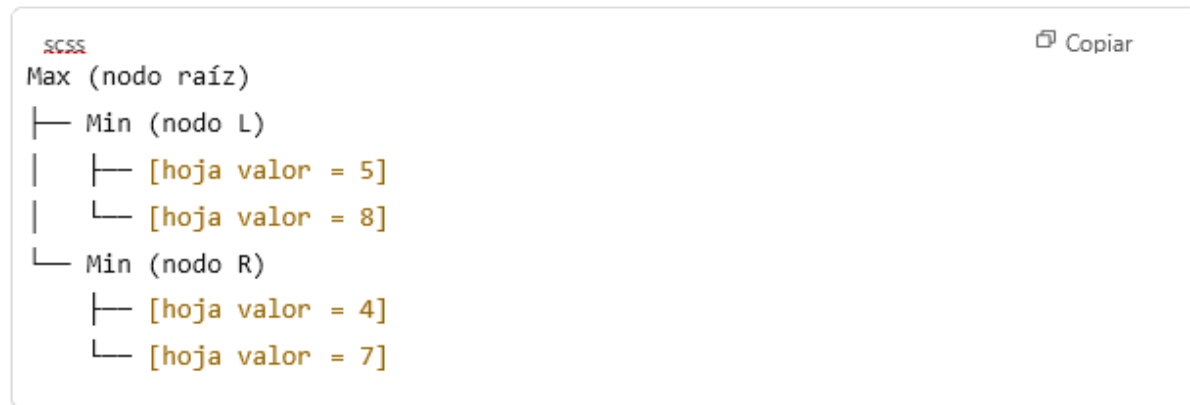 scss
Copiar
Max (nodo raíz)
├── Min (nodo L)
│   ├── [hoja valor = 5]
│   └── [hoja valor = 8]
└── Min (nodo R)
    ├── [hoja valor = 4]
    └── [hoja valor = 7]